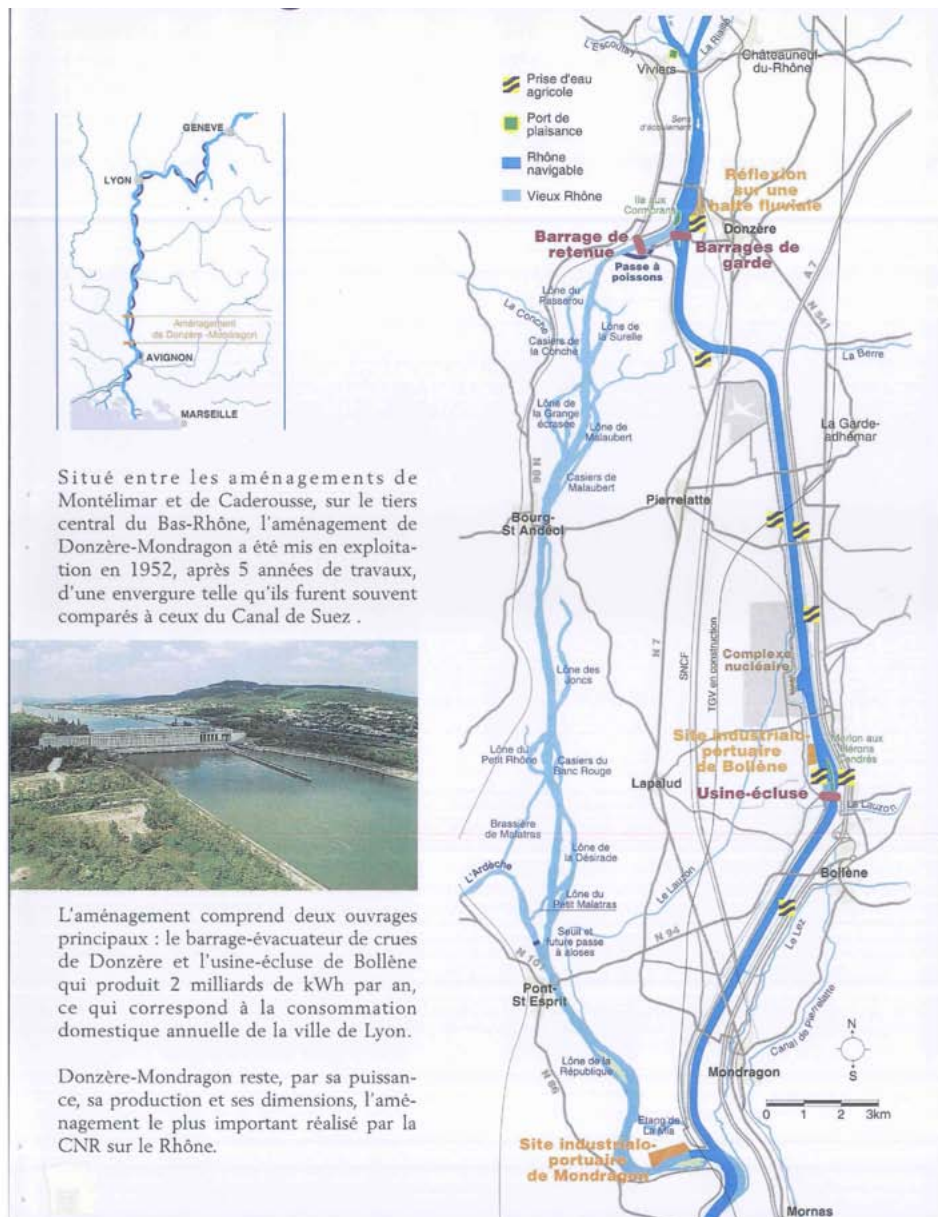 GENEVE
LYON
Aménagement
de Donzère-Mondragon
AVIGNON
MARSEILLE
Situé entre les aménagements de
Montélimar et de Caderousse, sur le tiers
central du Bas-Rhône, l'aménagement de
Donzère-Mondragon a été mis en exploita-
tion en 1952, après 5 années de travaux,
d'une envergure telle qu'ils furent souvent
comparés à ceux du Canal de Suez .
L'aménagement comprend deux ouvrages
principaux : le barrage-évacuateur de crues
de Donzère et l'usine-écluse de Bollène
qui produit 2 milliards de kWh par an,
ce qui correspond à la consommation
domestique annuelle de la ville de Lyon.
Donzère-Mondragon reste, par sa puissan-
ce, sa production et ses dimensions, l'amé-
nagement le plus important réalisé par la
CNR sur le Rhône.
Prise d'eau
agricole
Port de
plaisance
Rhône
navigable
Vieux Rhône
L'Escoutay
La Riaille
Viviers
Châteauneuf-
du-Rhône
Sens
d'écoulement
Réflexion
sur une
halte fluviale
Ile aux
Cormorans
Donzère
Barrage de
retenue
Barrages de
garde
Passe à
poissons
A 7
N 541
Lône du
Passerou
La Conche
Lône de
la Surelle
Casiers de
la Conche
La Berre
Lône de
la Grange
écrasée
Lône de
Malaubert
La Garde-
adhémar
Casiers de
Malaubert
N 86
Pierrelatte
Bourg-
St Andéol
N 7
SNCF
TGV en construction
Complexe
nucléaire
Lône des
Joncs
Site industrialo-
portuaire
de Bollène
Merlon aux
Hérons
Cendrés
Lône du
Petit Rhône
Casiers du
Banc Rouge
Lapalud
Usine-écluse
Le Lauzon
Brassière
de Malatras
Lône de
la Désirade
Bollène
L'Ardèche
Lône du
Petit Malatras
Le Lauzon
Seuil et
future passe
à aloses
N 94
Le Lez
N 101
Pont-
St Esprit
Canal de Pierrelatte
N
S
Lône de la
République
Mondragon
N 86
0 1 2 3km
Etang de
La Mia
Site industrialo-
portuaire
de Mondragon
Mornas